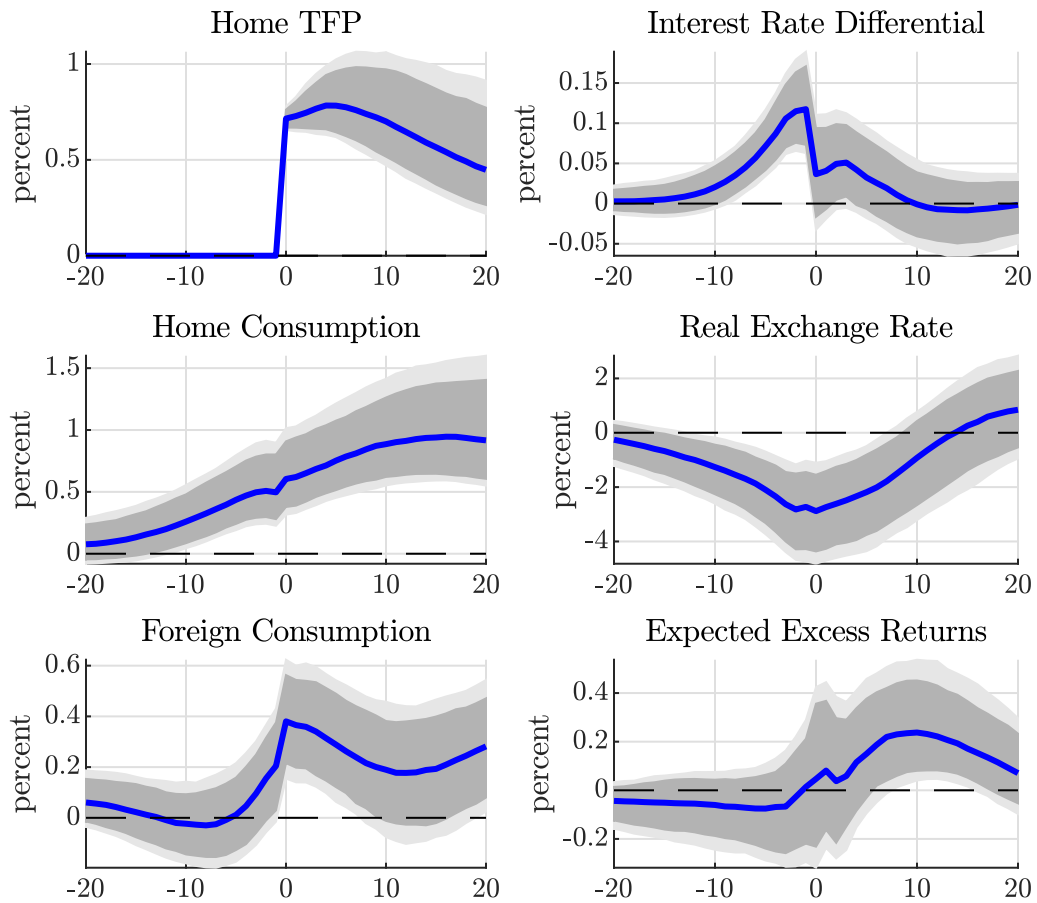 Home TFP
percent
1
0.5
0
-20 -10 0 10 20
Interest Rate Differential
percent
0.15
0.1
0.05
0
-0.05
-20 -10 0 10 20
Home Consumption
percent
1.5
1
0.5
0
-20 -10 0 10 20
Real Exchange Rate
percent
2
0
-2
-4
-20 -10 0 10 20
Foreign Consumption
percent
0.6
0.4
0.2
0
-20 -10 0 10 20
Expected Excess Returns
percent
0.4
0.2
0
-0.2
-20 -10 0 10 20